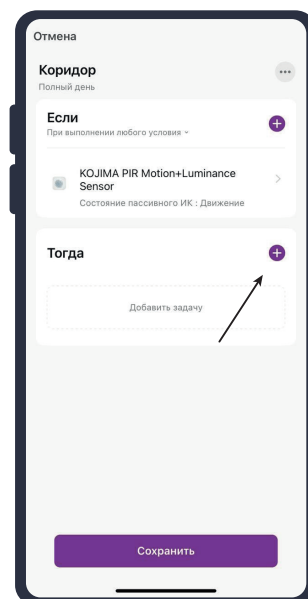 Отмена
Коридор
Полный день
Если
При выполнении любого условия
KOJIMA PIR Motion+Luminance
Sensor
Состояние пассивного ИК : Движение
Тогда
Добавить задачу
Сохранить